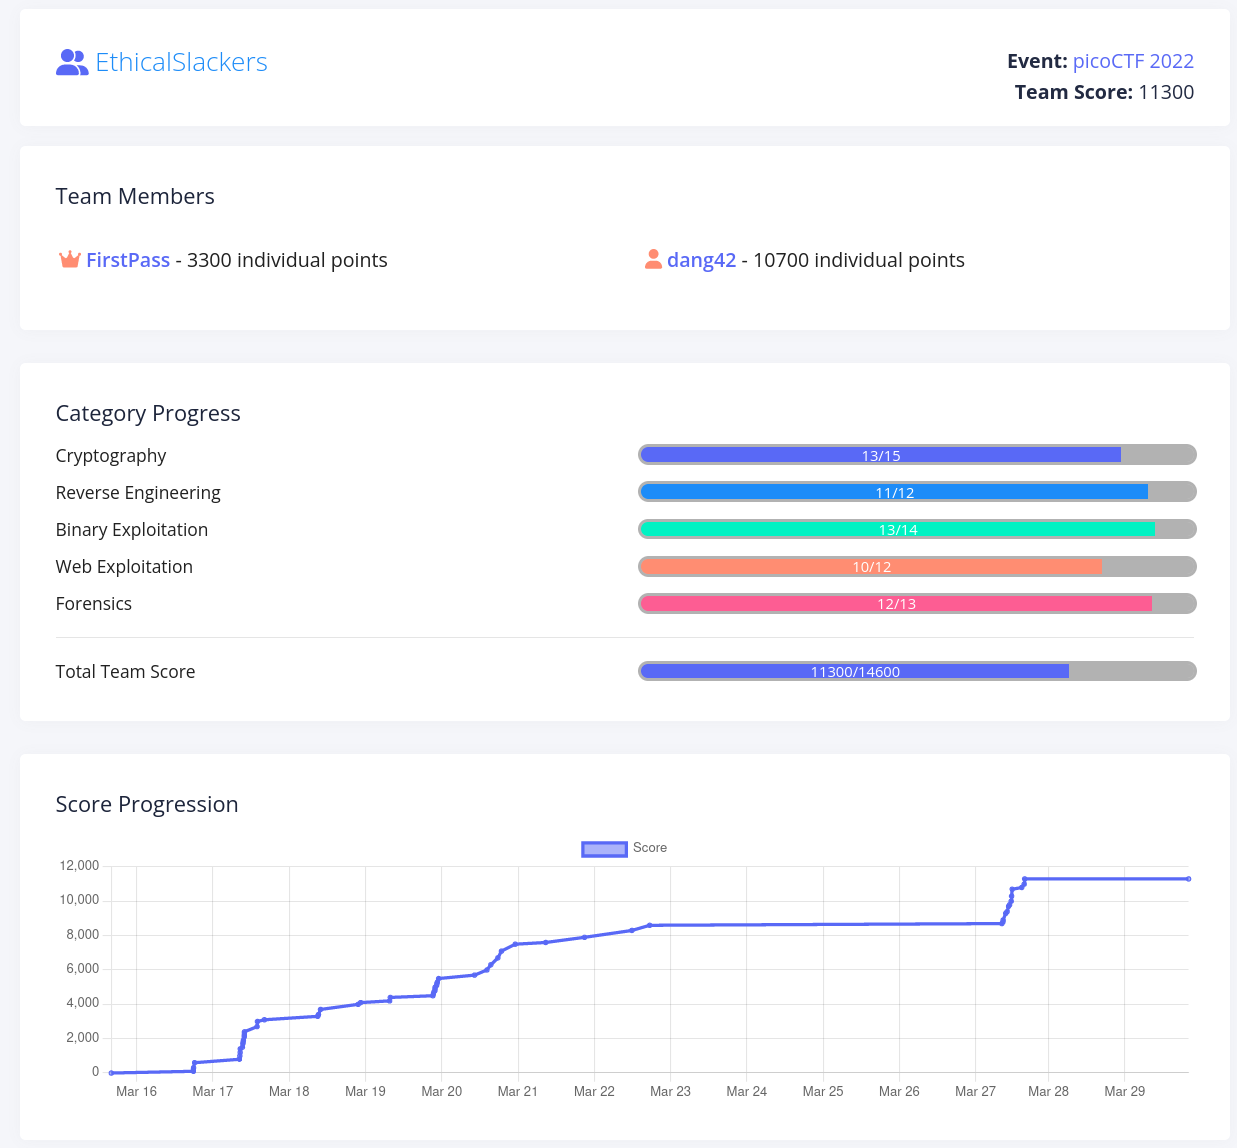 EthicalSlackers
Event: picoCTF 2022
Team Score: 11300
Team Members
FirstPass - 3300 individual points
dang42 - 10700 individual points
Category Progress
Cryptography 13/15
Reverse Engineering 11/12
Binary Exploitation 13/14
Web Exploitation 10/12
Forensics 12/13
Total Team Score 11300/14600
Score Progression
Score
12,000
10,000
8,000
6,000
4,000
2,000
0
Mar 16 Mar 17 Mar 18 Mar 19 Mar 20 Mar 21 Mar 22 Mar 23 Mar 24 Mar 25 Mar 26 Mar 27 Mar 28 Mar 29